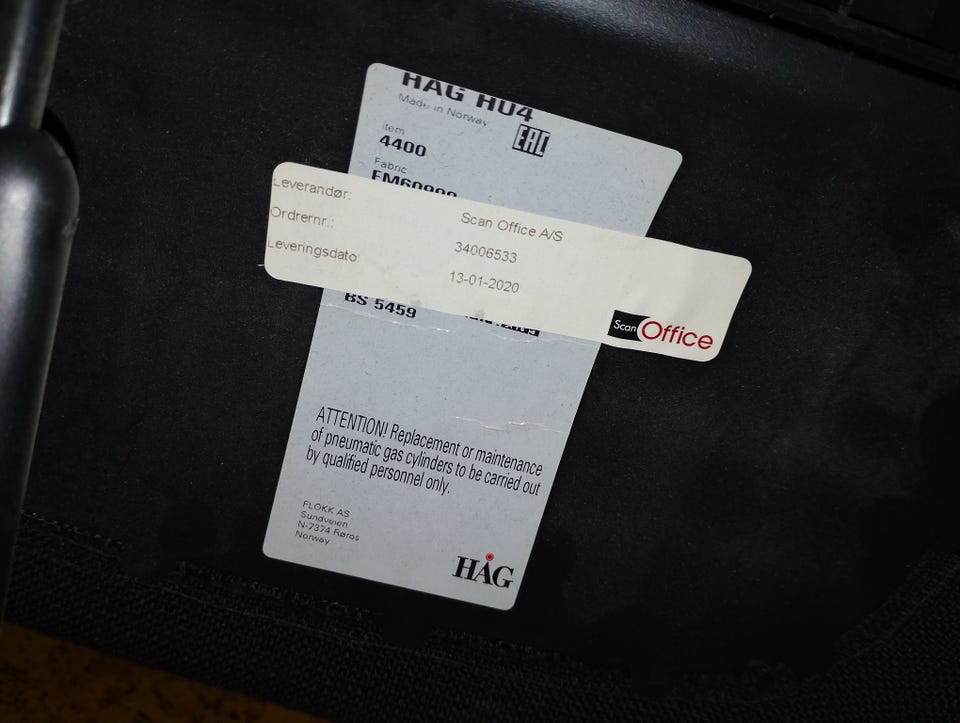 HÅG H04
Made in Norway
EAC
Item
4400
Fabric
Leverandør:
Scan Office A/S
Ordrernr.:
34006533
Leveringsdato:
13-01-2020
Scan Office
BS 5459
ATTENTION! Replacement or maintenance
of pneumatic gas cylinders to be carried out
by qualified personnel only.
FLOKK AS
Sundveien
N-7374 Røros
Norway
HÅG